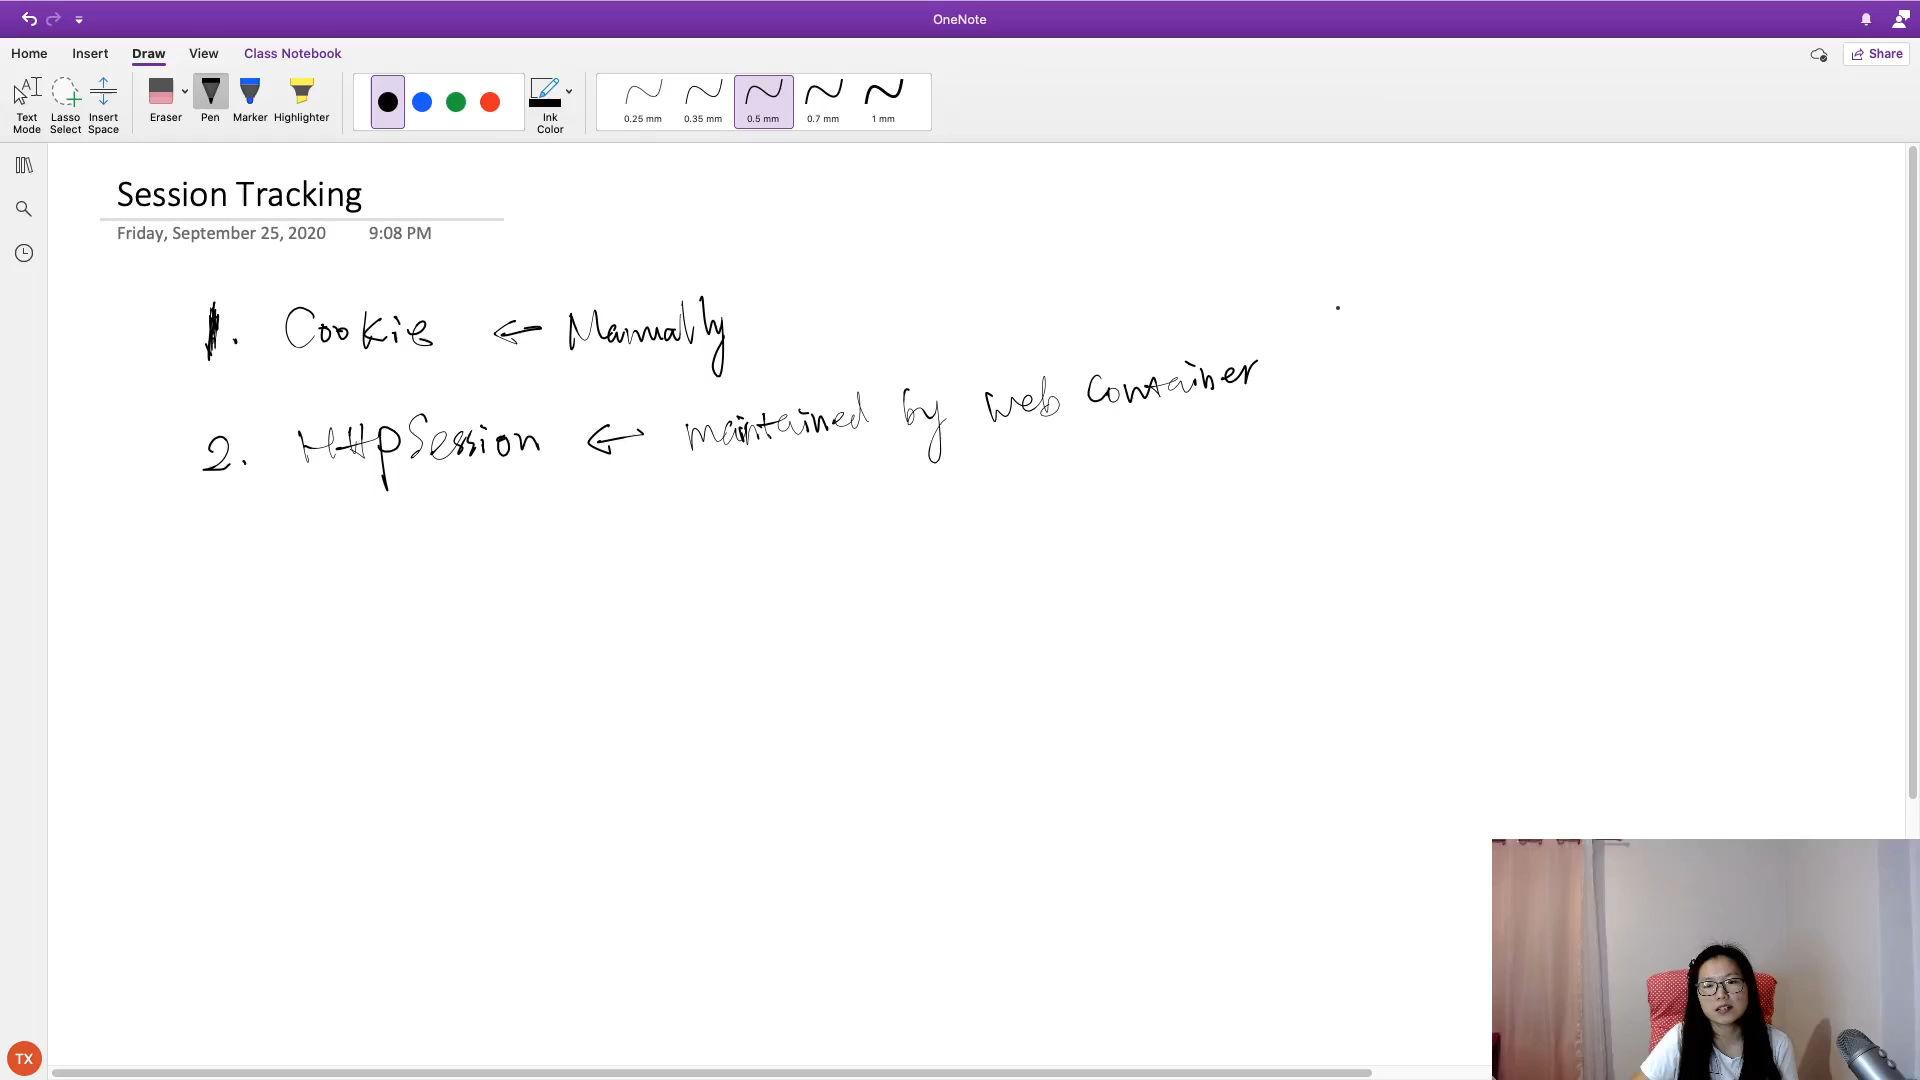 OneNote
Home Insert Draw View Class Notebook Share
Text Mode Lasso Select Insert Space Eraser Pen Marker Highlighter Ink Color 0.25 mm 0.35 mm 0.5 mm 0.7 mm 1 mm
Session Tracking
Friday, September 25, 2020 9:08 PM
1. Cookie ← Manually
2. HttpSession ← maintained by web container
TX